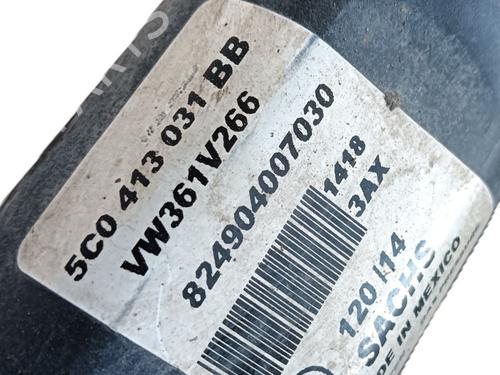 5C0 413 031 BB
VW361V266
824904007030
1418
3AX
120 /14
SACHS
DE IN MEXICO